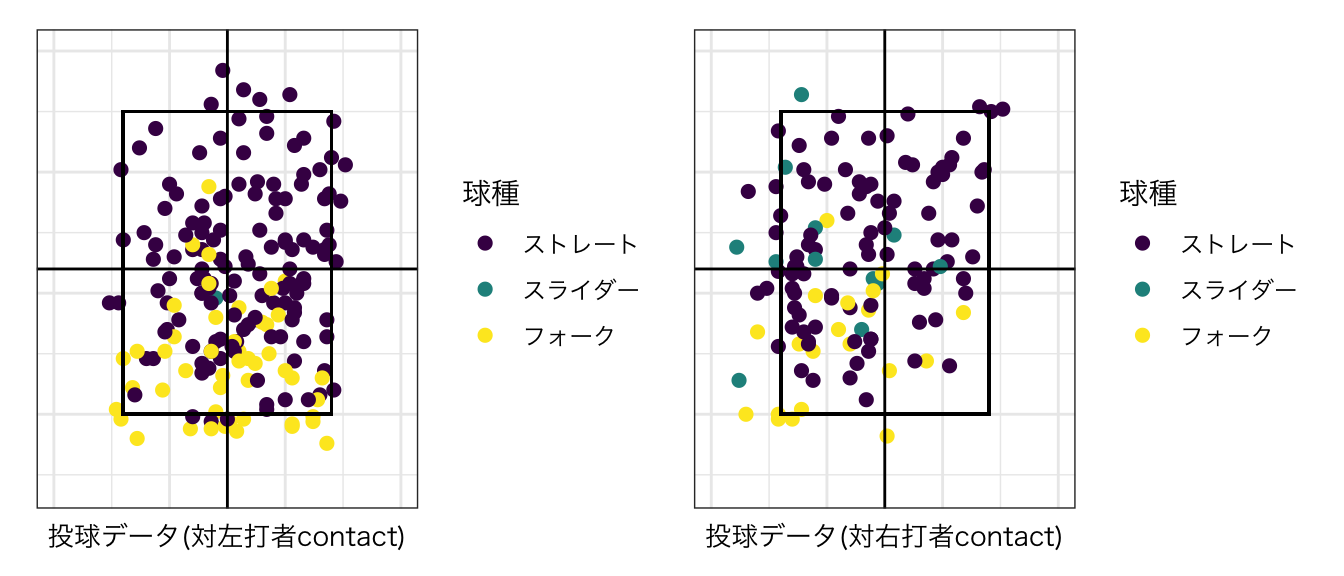 球種
ストレート
スライダー
フォーク
投球データ(対左打者contact)
球種
ストレート
スライダー
フォーク
投球データ(対右打者contact)